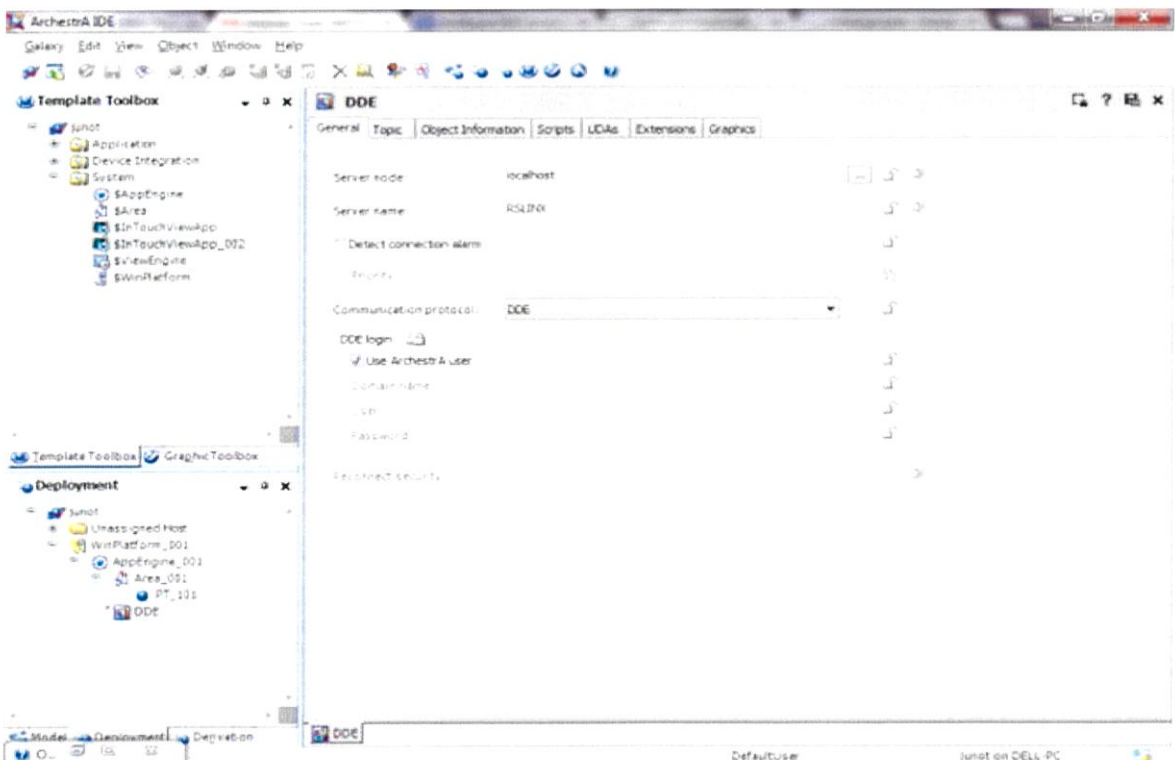 ArchestrA IDE
Galaxy Edit View Object Window Help
Template Toolbox
junot
Application
Device Integration
System
$AppEngine
$Area
$InTouchViewApp
$InTouchViewApp_002
$ViewEngine
$WinPlatform
Template Toolbox Graphic Toolbox
Deployment
junot
Unassigned Host
WinPlatform_001
AppEngine_001
Area_001
PT_101
DDE
Model Deployment Derivation
O...
DDE
General Topic Object Information Scripts UDAs Extensions Graphics
Server node localhost
Server name RSLINX
Detect connection alarm
Priority
Communication protocol: DDE
DDE login
Use ArchestrA user
Domain name
User
Password
Reconnect security
DDE
DefaultUser junot on DELL-PC